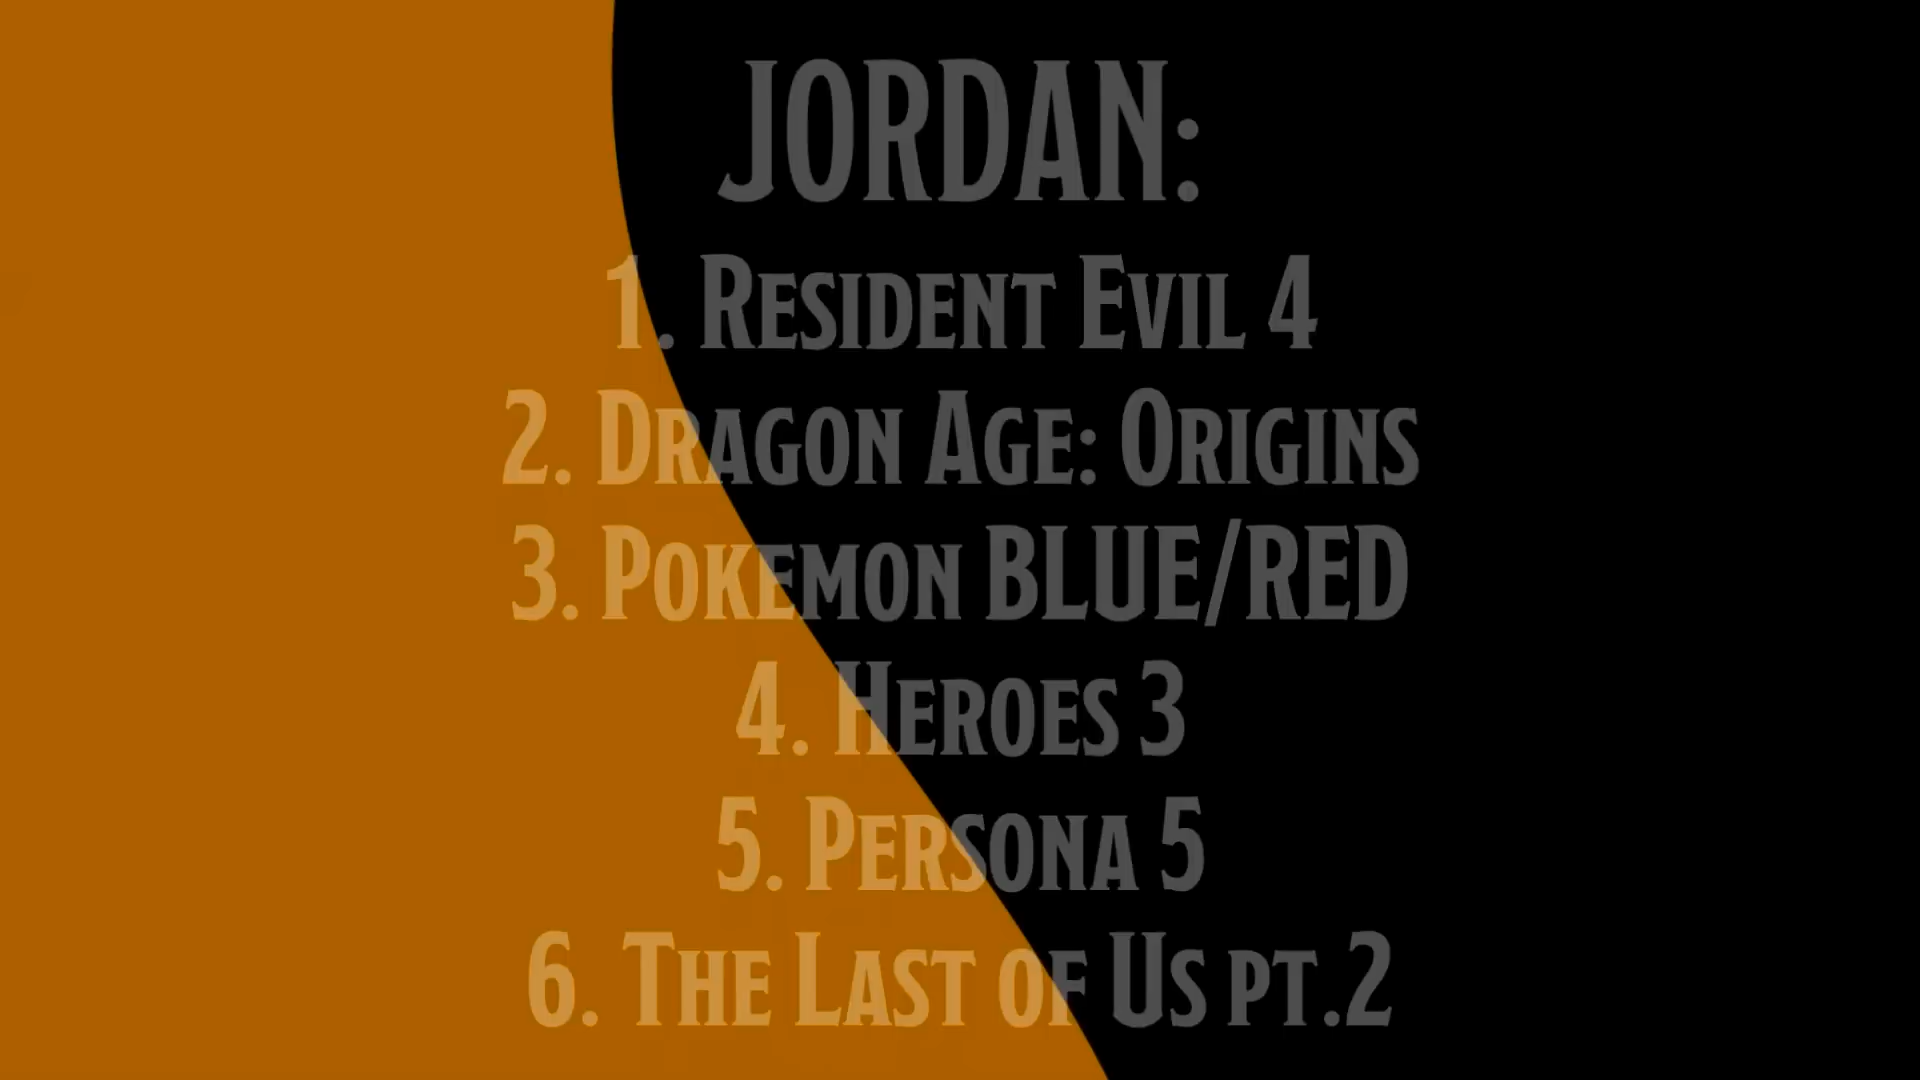 JORDAN:
1. Resident Evil 4
2. Dragon Age: Origins
3. Pokemon BLUE/RED
4. Heroes 3
5. Persona 5
6. The Last of Us pt.2